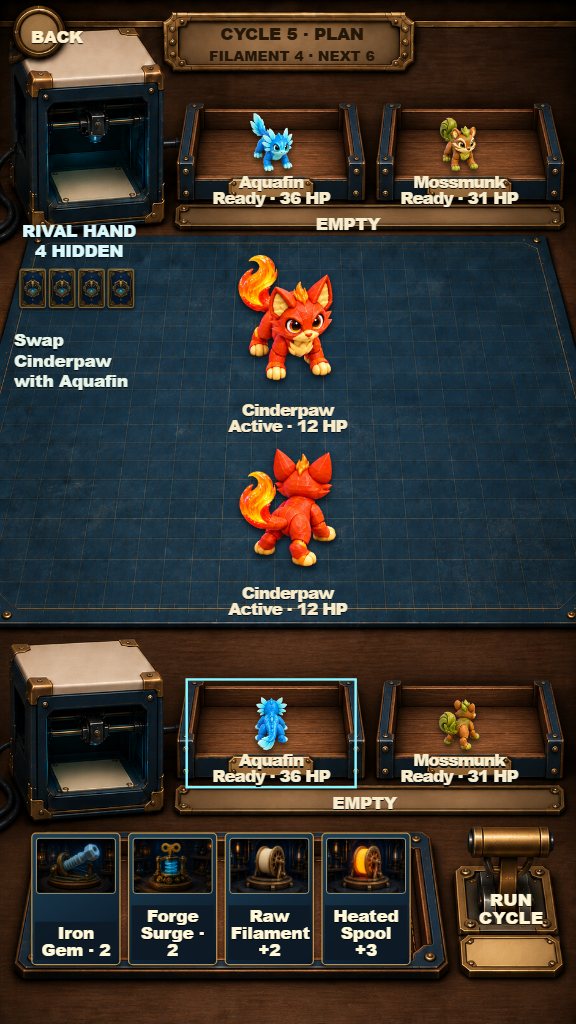 BACK
CYCLE 5 · PLAN
FILAMENT 4 · NEXT 6
Aquafin
Ready · 36 HP
Mossmunk
Ready · 31 HP
EMPTY
RIVAL HAND
4 HIDDEN
Swap
Cinderpaw
with Aquafin
Cinderpaw
Active · 12 HP
Cinderpaw
Active · 12 HP
Aquafin
Ready · 36 HP
Mossmunk
Ready · 31 HP
EMPTY
Iron
Gem · 2
Forge
Surge ·
2
Raw
Filament
+2
Heated
Spool
+3
RUN
CYCLE